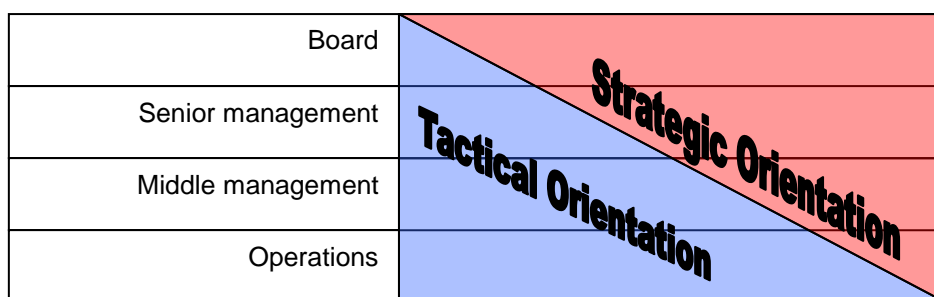 Board
Senior management
Middle management
Operations
Strategic Orientation
Tactical Orientation